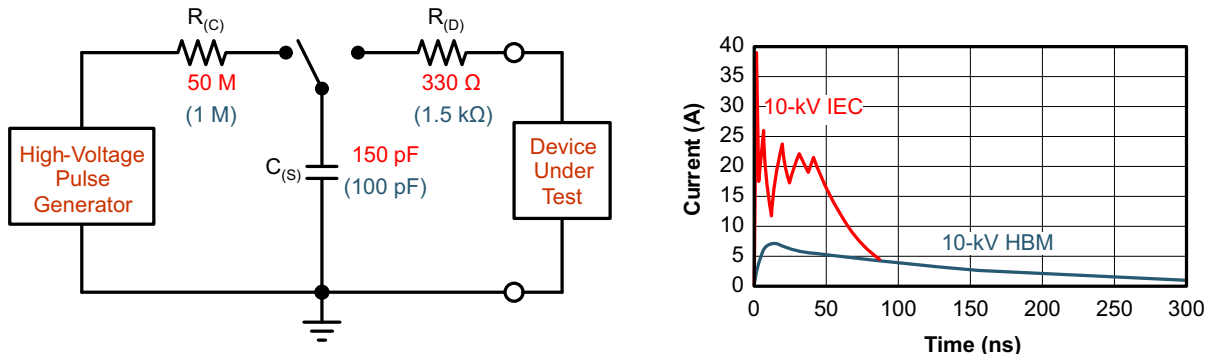 R(C)
50 M
(1 M)
R(D)
330 Ω
(1.5 kΩ)
High-Voltage
Pulse
Generator
C(S)
150 pF
(100 pF)
Device
Under
Test
Current (A)
40
35
30
25
20
15
10
5
0
10-kV IEC
10-kV HBM
0
50
100
150
200
250
300
Time (ns)